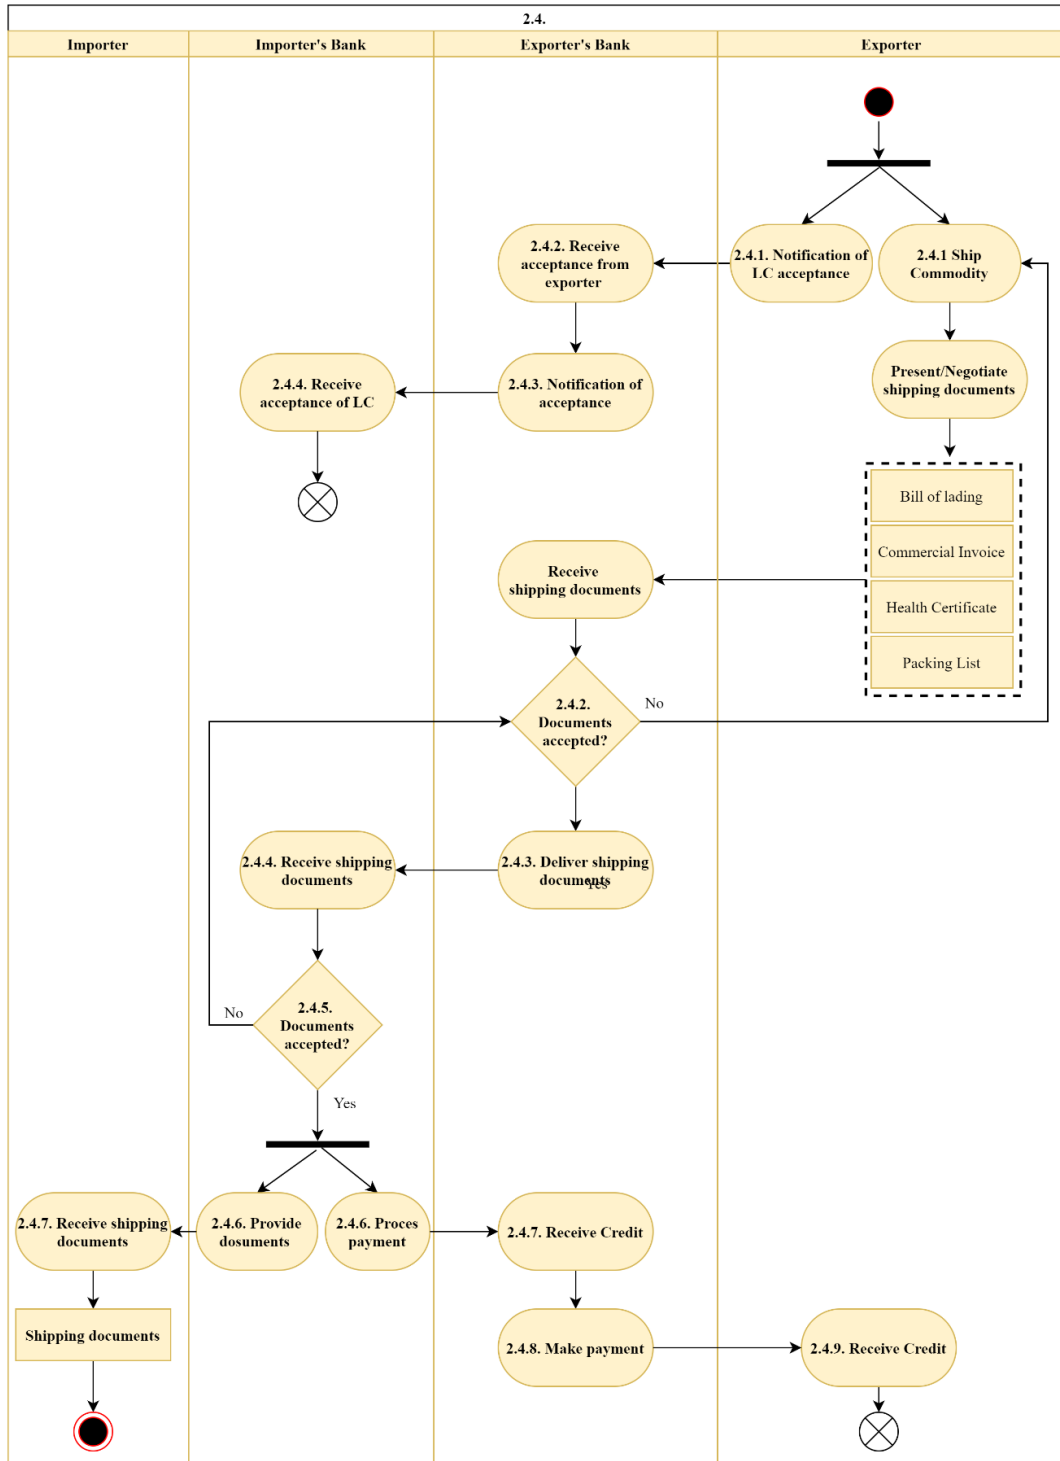 2.4.
Importer
Importer's Bank
Exporter's Bank
Exporter
2.4.2. Receive
acceptance from
exporter
2.4.1. Notification of
LC acceptance
2.4.1 Ship
Commodity
2.4.4. Receive
acceptance of LC
2.4.3. Notification of
acceptance
Present/Negotiate
shipping documents
Bill of lading
Commercial Invoice
Health Certificate
Packing List
Receive
shipping documents
2.4.2.
Documents
accepted?
No
2.4.4. Receive shipping
documents
2.4.3. Deliver shipping
documents
Yes
2.4.5.
Documents
accepted?
No
Yes
2.4.7. Receive shipping
documents
2.4.6. Provide
dosuments
2.4.6. Proces
payment
2.4.7. Receive Credit
Shipping documents
2.4.8. Make payment
2.4.9. Receive Credit